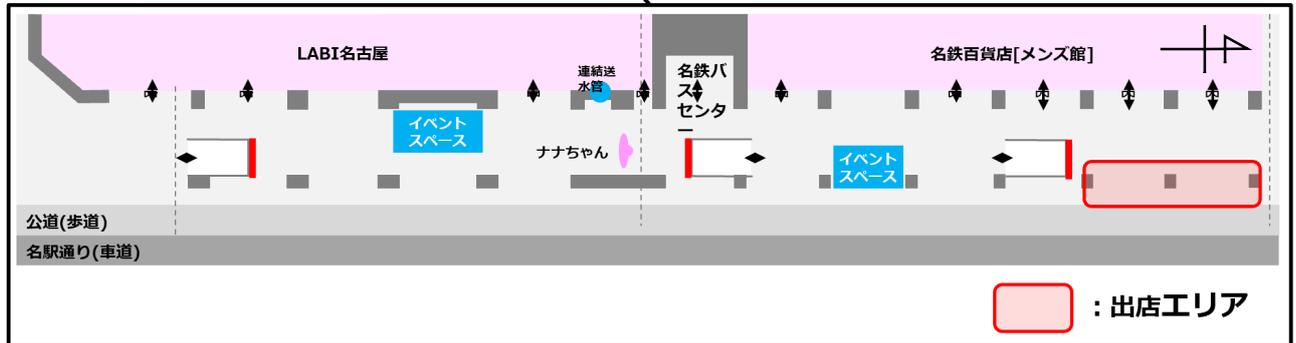 LABI名古屋
連結送
水管
名鉄バ
ス
センタ
ー
名鉄百貨店[メンズ館]
イベント
スペース
ナナちゃん
イベント
スペース
公道(歩道)
名駅通り(車道)
：出店エリア